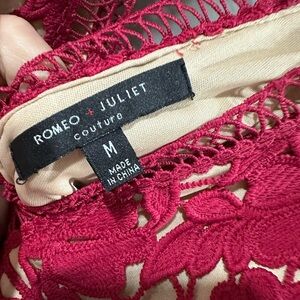 ROMEO + JULIET
couture
M
MADE
IN CHINA